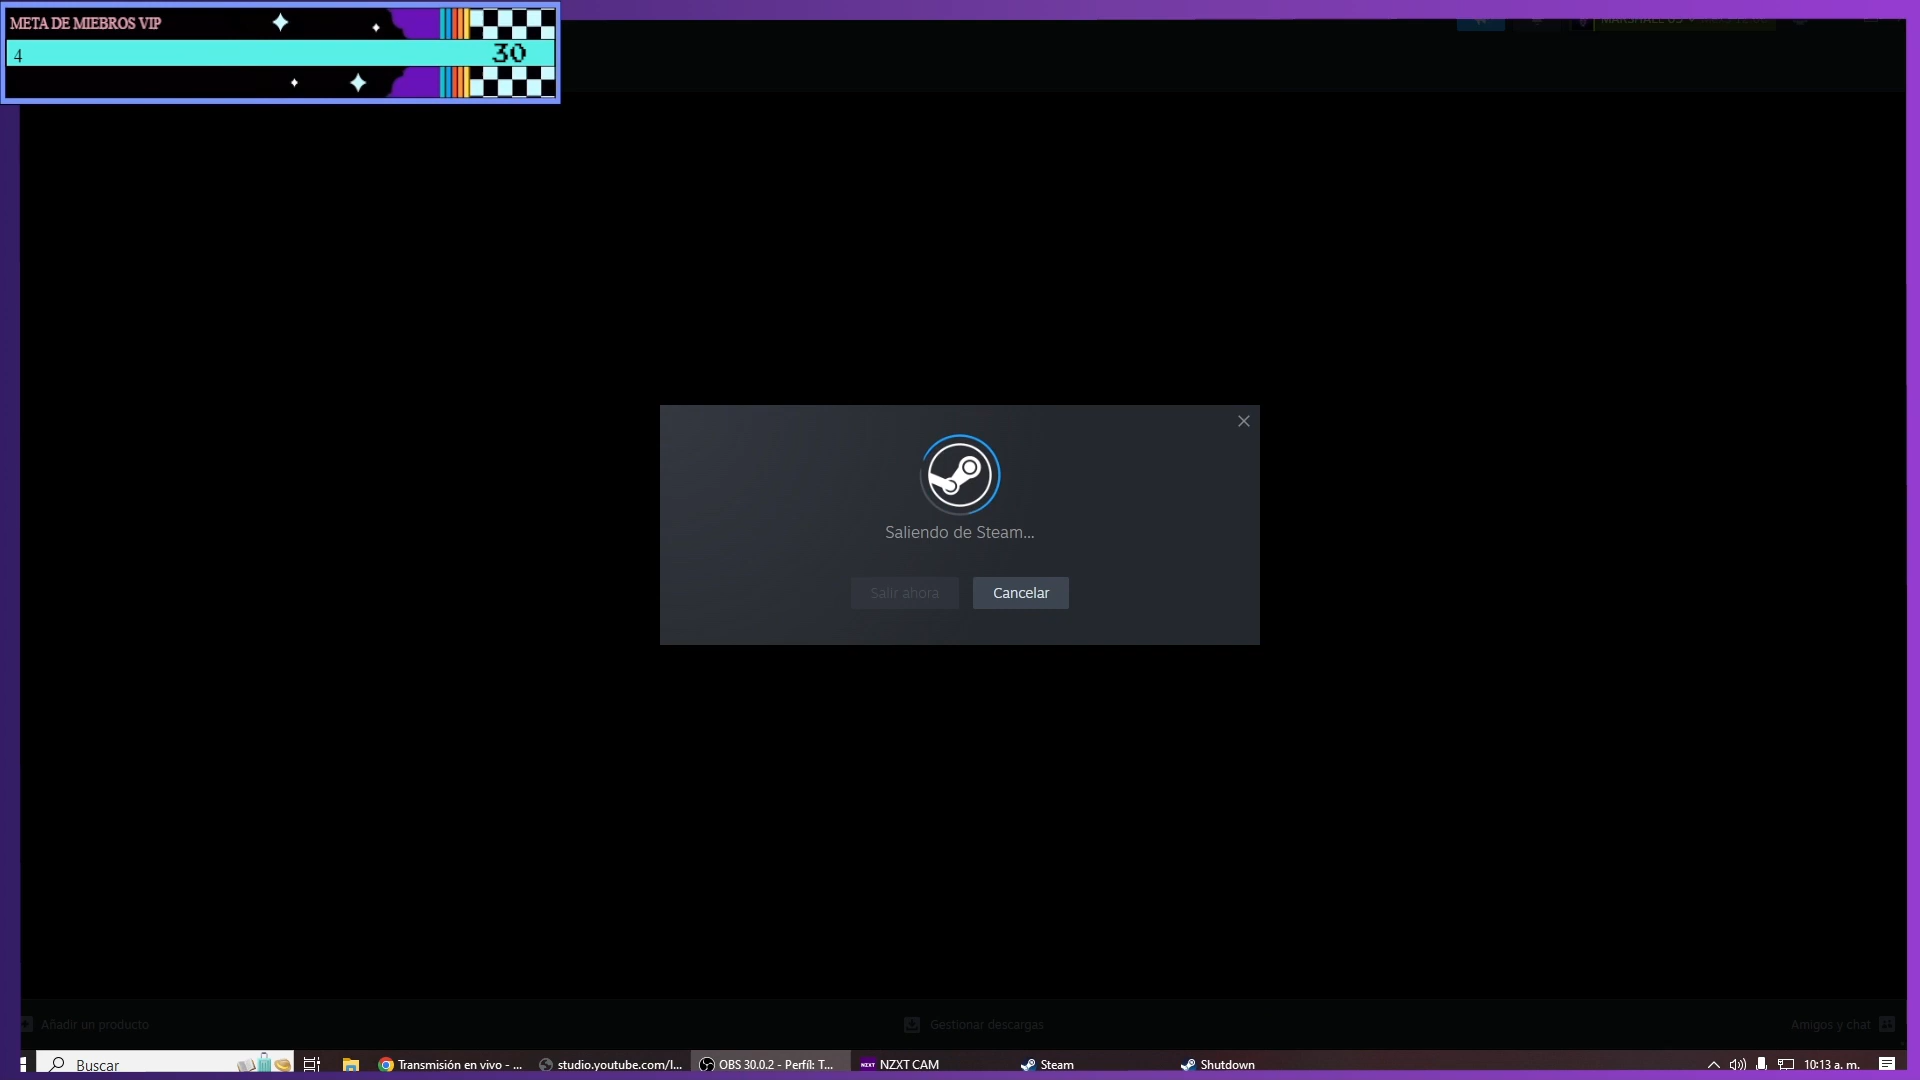 META DE MIEBROS VIP
4
30
Saliendo de Steam...
Salir ahora
Cancelar
Añadir un producto
Gestionar descargas
Amigos y chat
Buscar
Transmisión en vivo - ...
studio.youtube.com/l...
OBS 30.0.2 - Perfil: T...
NZXT
NZXT CAM
Steam
Shutdown
10:13 a. m.